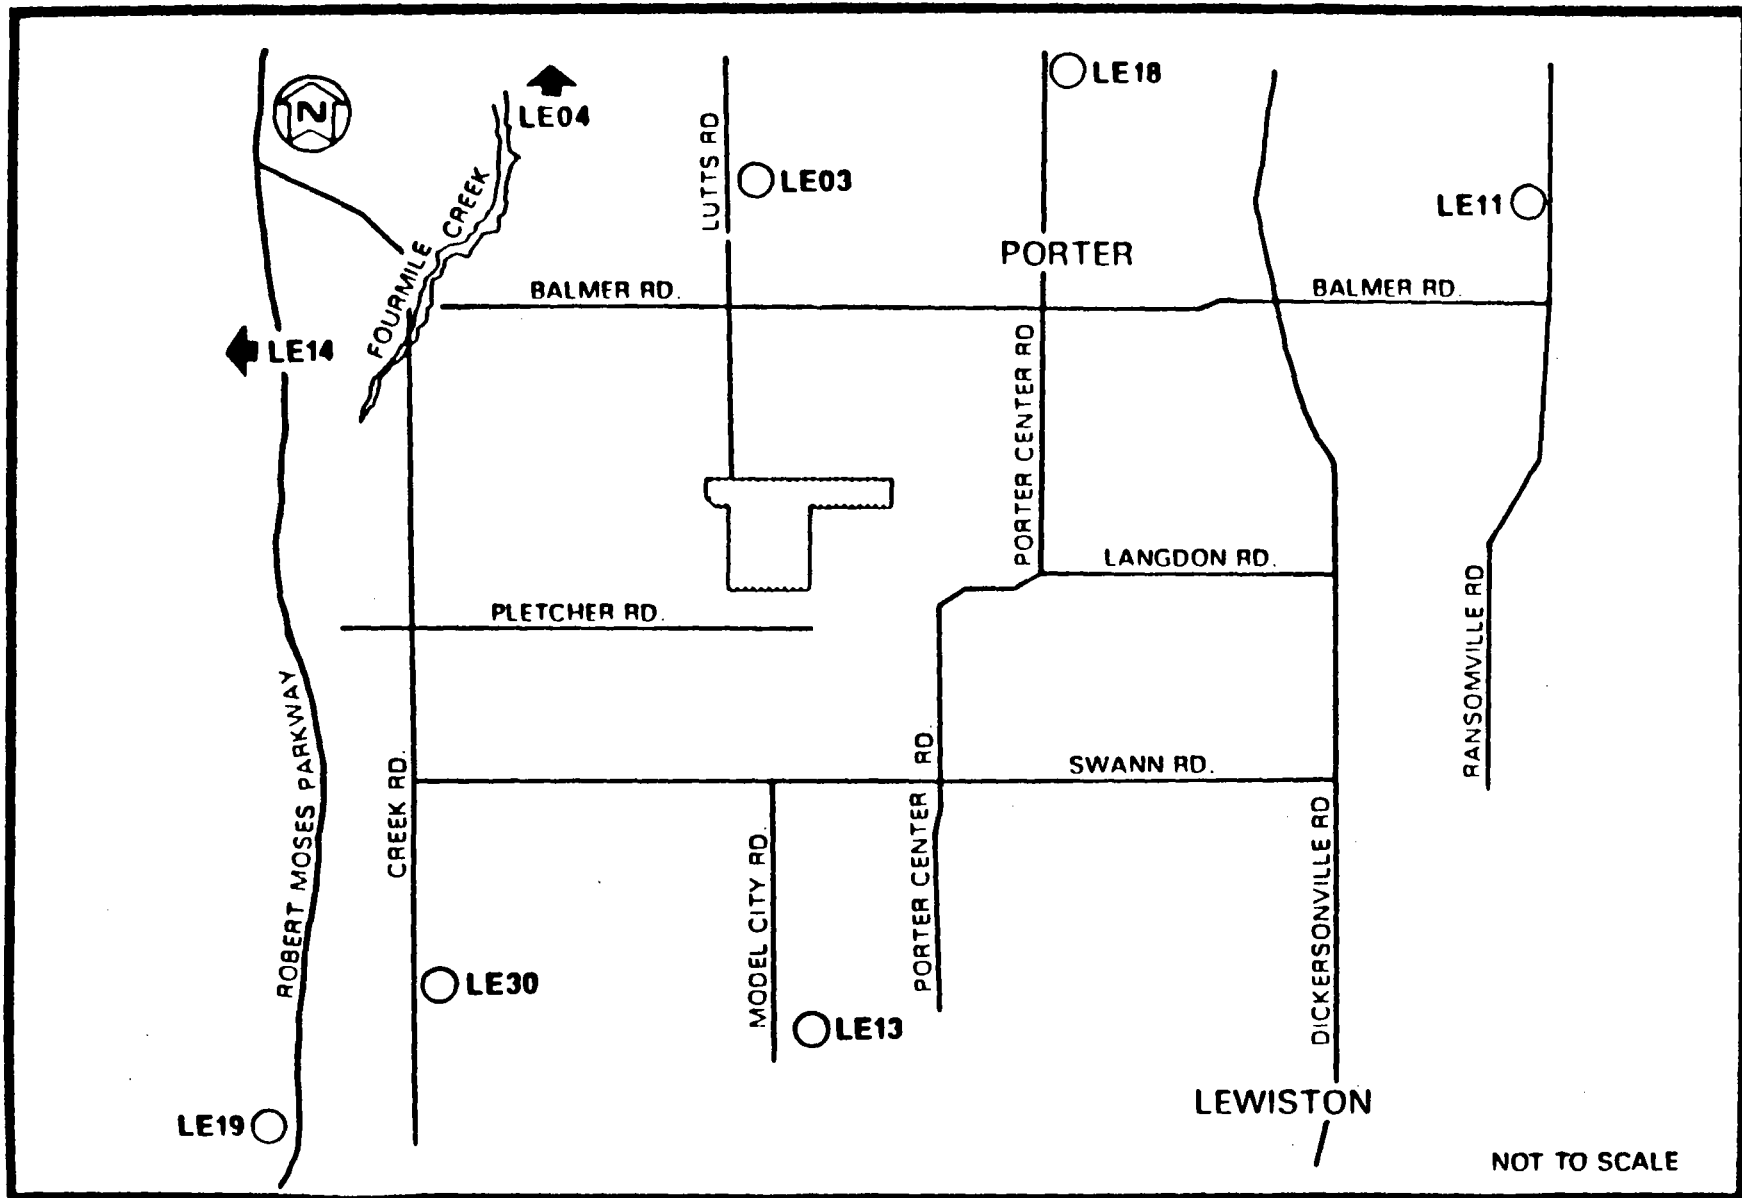 LE18
N
LE04
LUTTS RD
LE03
LE11
FOURMILE CREEK
PORTER
BALMER RD.
BALMER RD.
LE14
PORTER CENTER RD
LANGDON RD.
PLETCHER RD.
RANSOMVILLE RD
ROBERT MOSES PARKWAY
CREEK RD.
SWANN RD.
PORTER CENTER RD.
MODEL CITY RD.
DICKERSONVILLE RD
LE30
LE13
LEWISTON
LE19
NOT TO SCALE